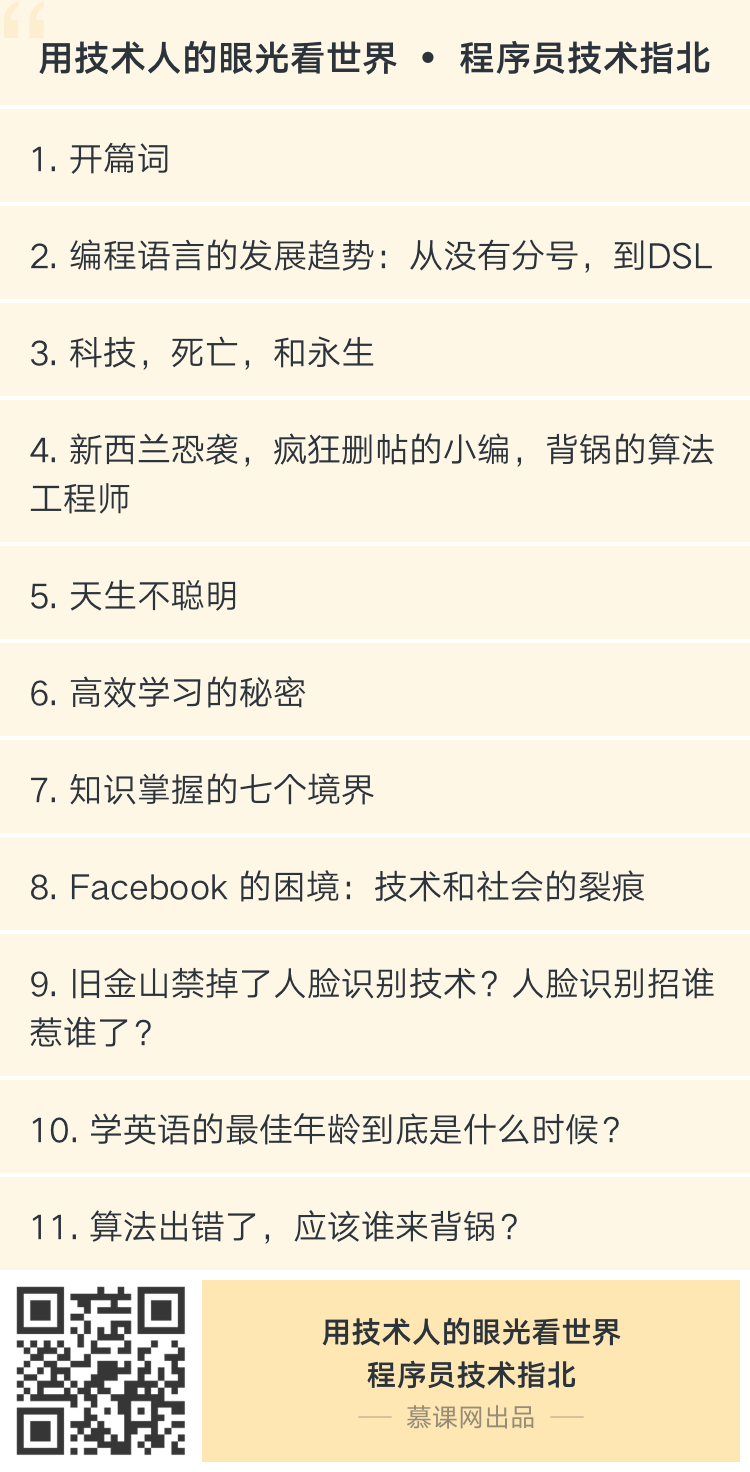 用技术人的眼光看世界 • 程序员技术指北
1. 开篇词
2. 编程语言的发展趋势：从没有分号，到DSL
3. 科技，死亡，和永生
4. 新西兰恐袭，疯狂删帖的小编，背锅的算法
工程师
5. 天生不聪明
6. 高效学习的秘密
7. 知识掌握的七个境界
8. Facebook 的困境：技术和社会的裂痕
9. 旧金山禁掉了人脸识别技术？人脸识别招谁
惹谁了？
10. 学英语的最佳年龄到底是什么时候？
11. 算法出错了，应该谁来背锅？
用技术人的眼光看世界
程序员技术指北
慕课网出品